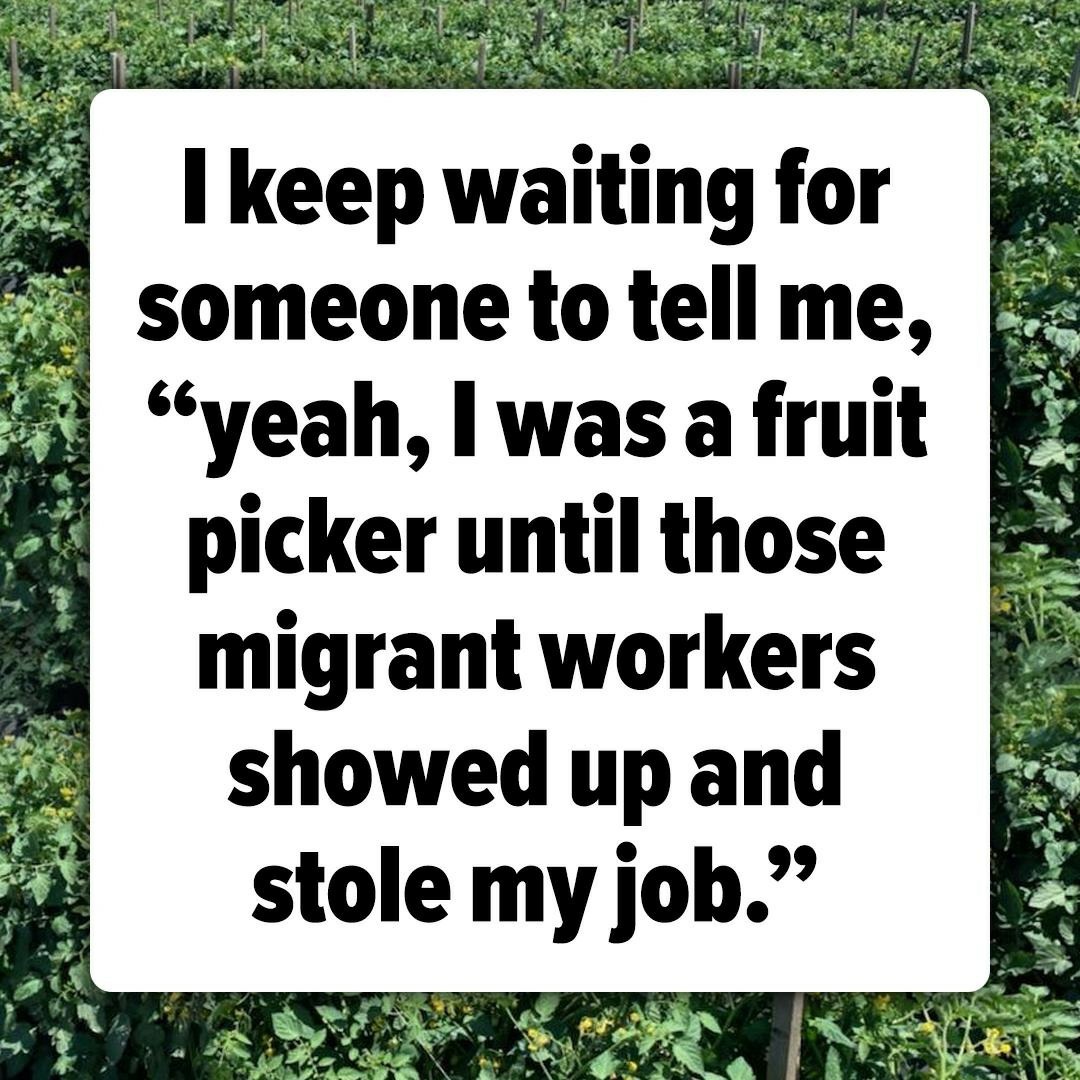 I keep waiting for
someone to tell me,
“yeah, I was a fruit
picker until those
migrant workers
showed up and
stole my job.”